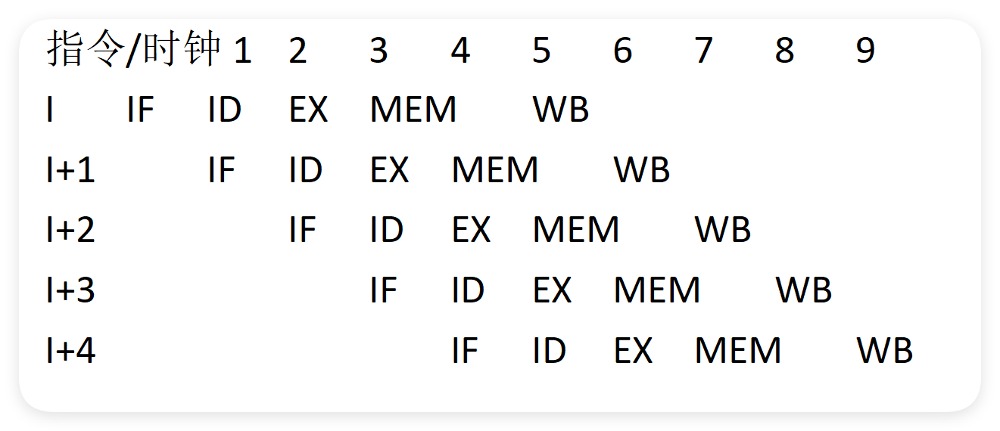 指令/时钟 1 2 3 4 5 6 7 8 9
I IF ID EX MEM WB
I+1 IF ID EX MEM WB
I+2 IF ID EX MEM WB
I+3 IF ID EX MEM WB
I+4 IF ID EX MEM WB